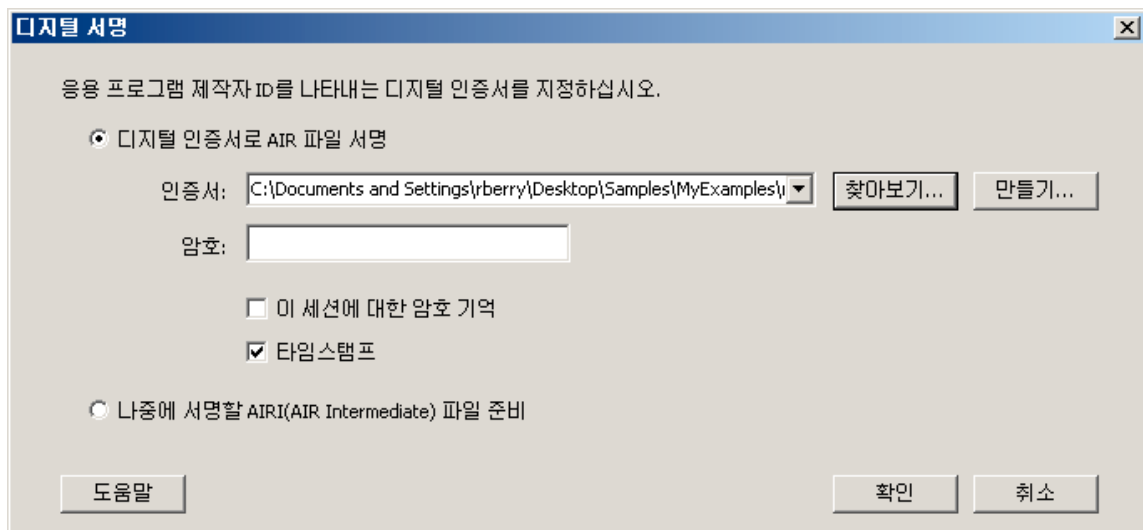 디지털 서명
응용 프로그램 제작자 ID를 나타내는 디지털 인증서를 지정하십시오.
디지털 인증서로 AIR 파일 서명
인증서: C:\Documents and Settings\rberry\Desktop\Samples\MyExamples\ 찾아보기... 만들기...
암호:
이 세션에 대한 암호 기억
타임스탬프
나중에 서명할 AIRI(AIR Intermediate) 파일 준비
도움말 확인 취소